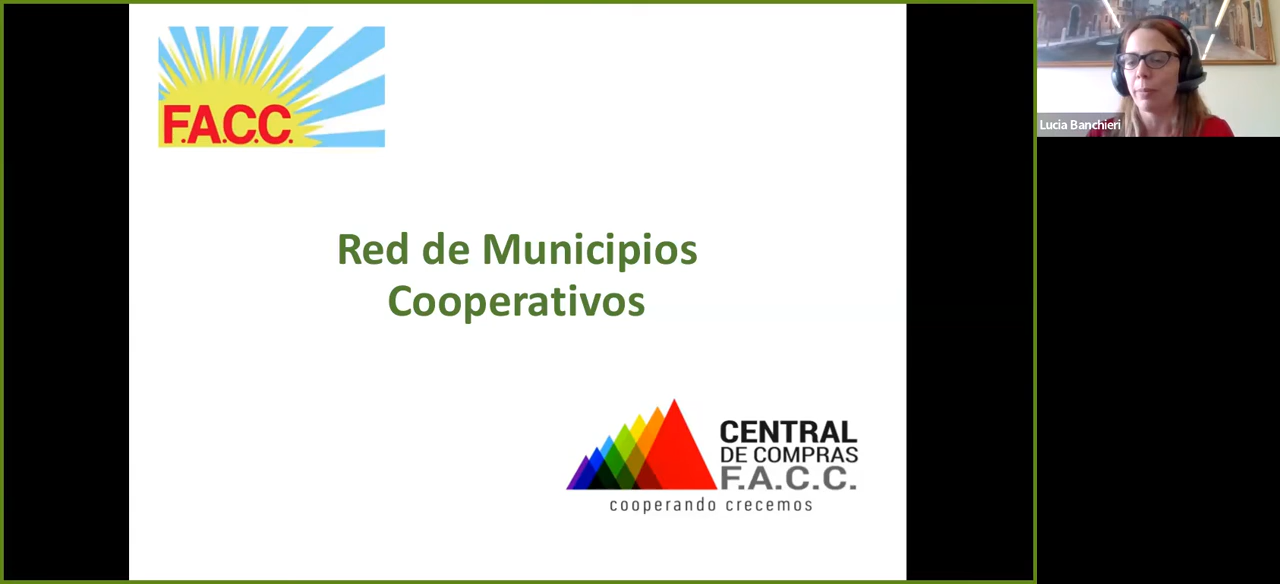 F.A.C.C.
Red de Municipios
Cooperativos
CENTRAL
DE COMPRAS
F.A.C.C.
cooperando crecemos
Lucia Banchieri